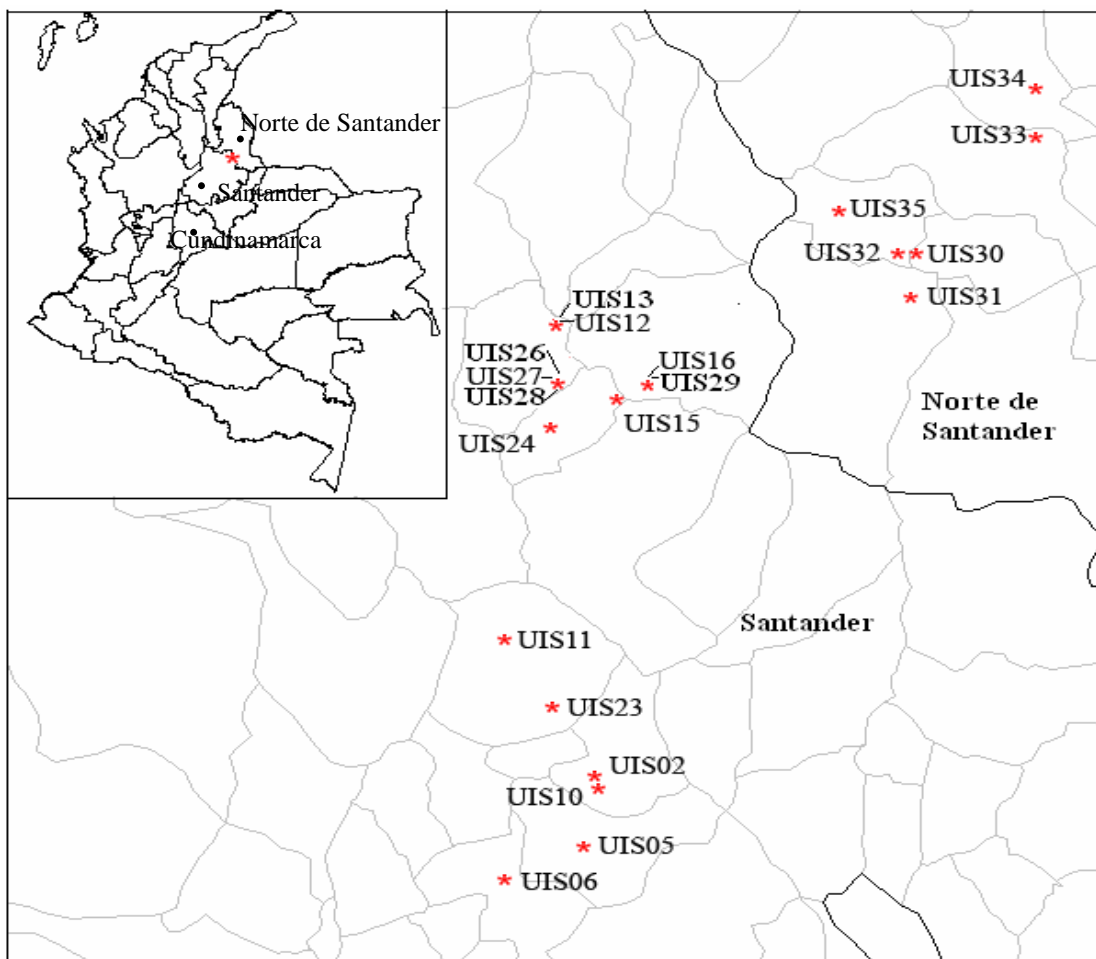 Norte de Santander
Santander
Cundinamarca
UIS34
UIS33
UIS35
UIS32
UIS30
UIS31
UIS13
UIS12
UIS26
UIS27
UIS28
UIS16
UIS29
UIS15
UIS24
Norte de
Santander
Santander
UIS11
UIS23
UIS02
UIS10
UIS05
UIS06